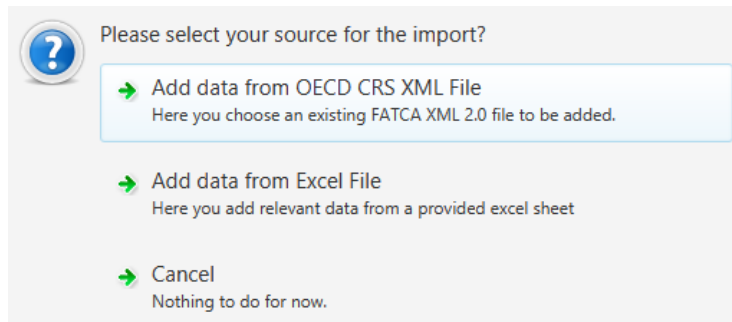 Please select your source for the import?
Add data from OECD CRS XML File
Here you choose an existing FATCA XML 2.0 file to be added.
Add data from Excel File
Here you add relevant data from a provided excel sheet
Cancel
Nothing to do for now.